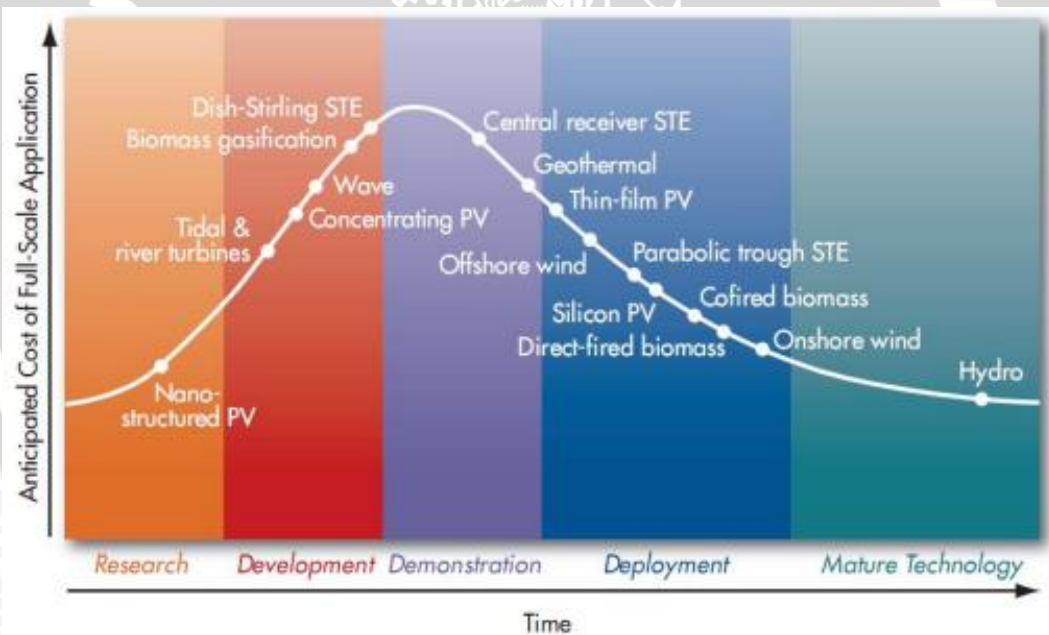 Anticipated Cost of Full-Scale Application
Dish-Stirling STE
Biomass gasification
Wave
Concentrating PV
Tidal &
river turbines
Nano-
structured PV
Central receiver STE
Geothermal
Thin-film PV
Offshore wind
Parabolic trough STE
Silicon PV
Cofired biomass
Direct-fired biomass
Onshore wind
Hydro
Research
Development
Demonstration
Deployment
Mature Technology
Time